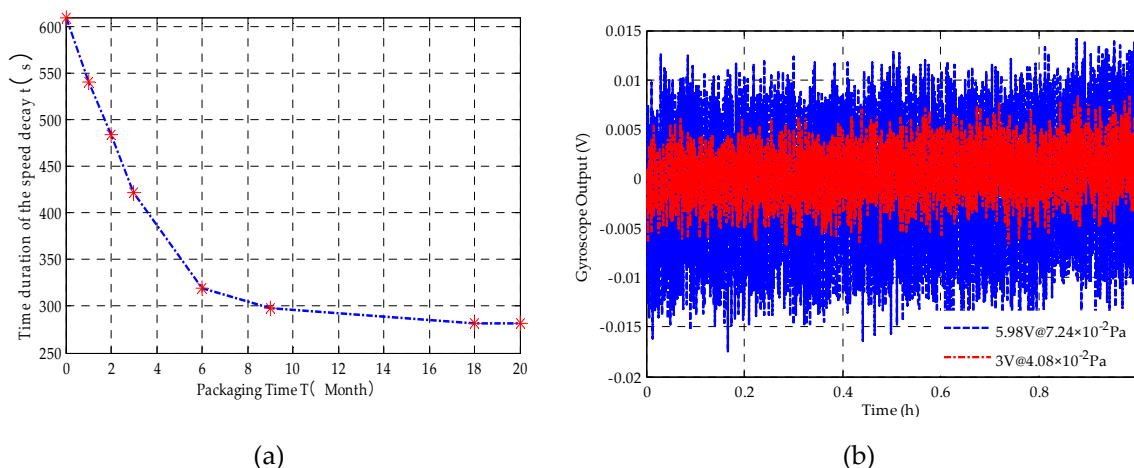 600
550
500
450
400
350
300
250
0 2 4 6 8 10 12 14 16 18 20
Time duration of the speed decay t( s)
Packaging Time T( Month)
(a)
0.015
0.01
0.005
0
-0.005
-0.01
-0.015
-0.02
0 0.2 0.4 0.6 0.8
Gyroscope Output (V)
Time (h)
5.98V@7.24×10⁻²Pa
3V@4.08×10⁻²Pa
(b)